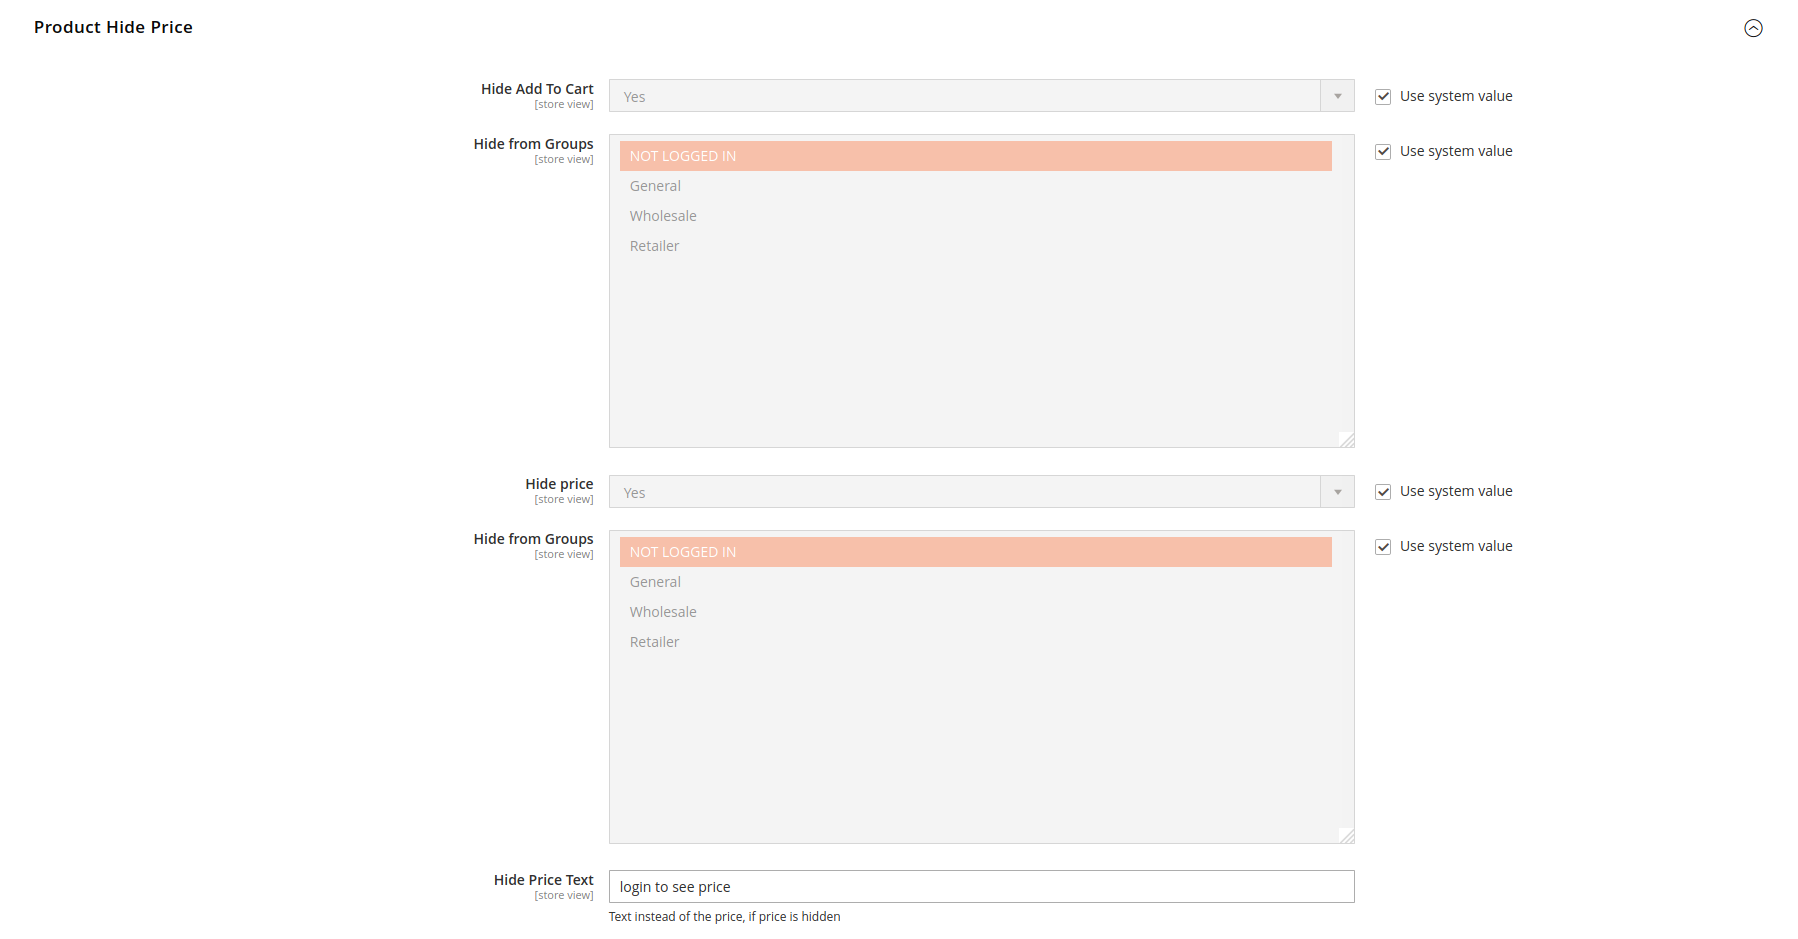 Product Hide Price
Hide Add To Cart
[store view]
Yes
Use system value
Hide from Groups
[store view]
NOT LOGGED IN
General
Wholesale
Retailer
Use system value
Hide price
[store view]
Yes
Use system value
Hide from Groups
[store view]
NOT LOGGED IN
General
Wholesale
Retailer
Use system value
Hide Price Text
[store view]
login to see price
Text instead of the price, if price is hidden